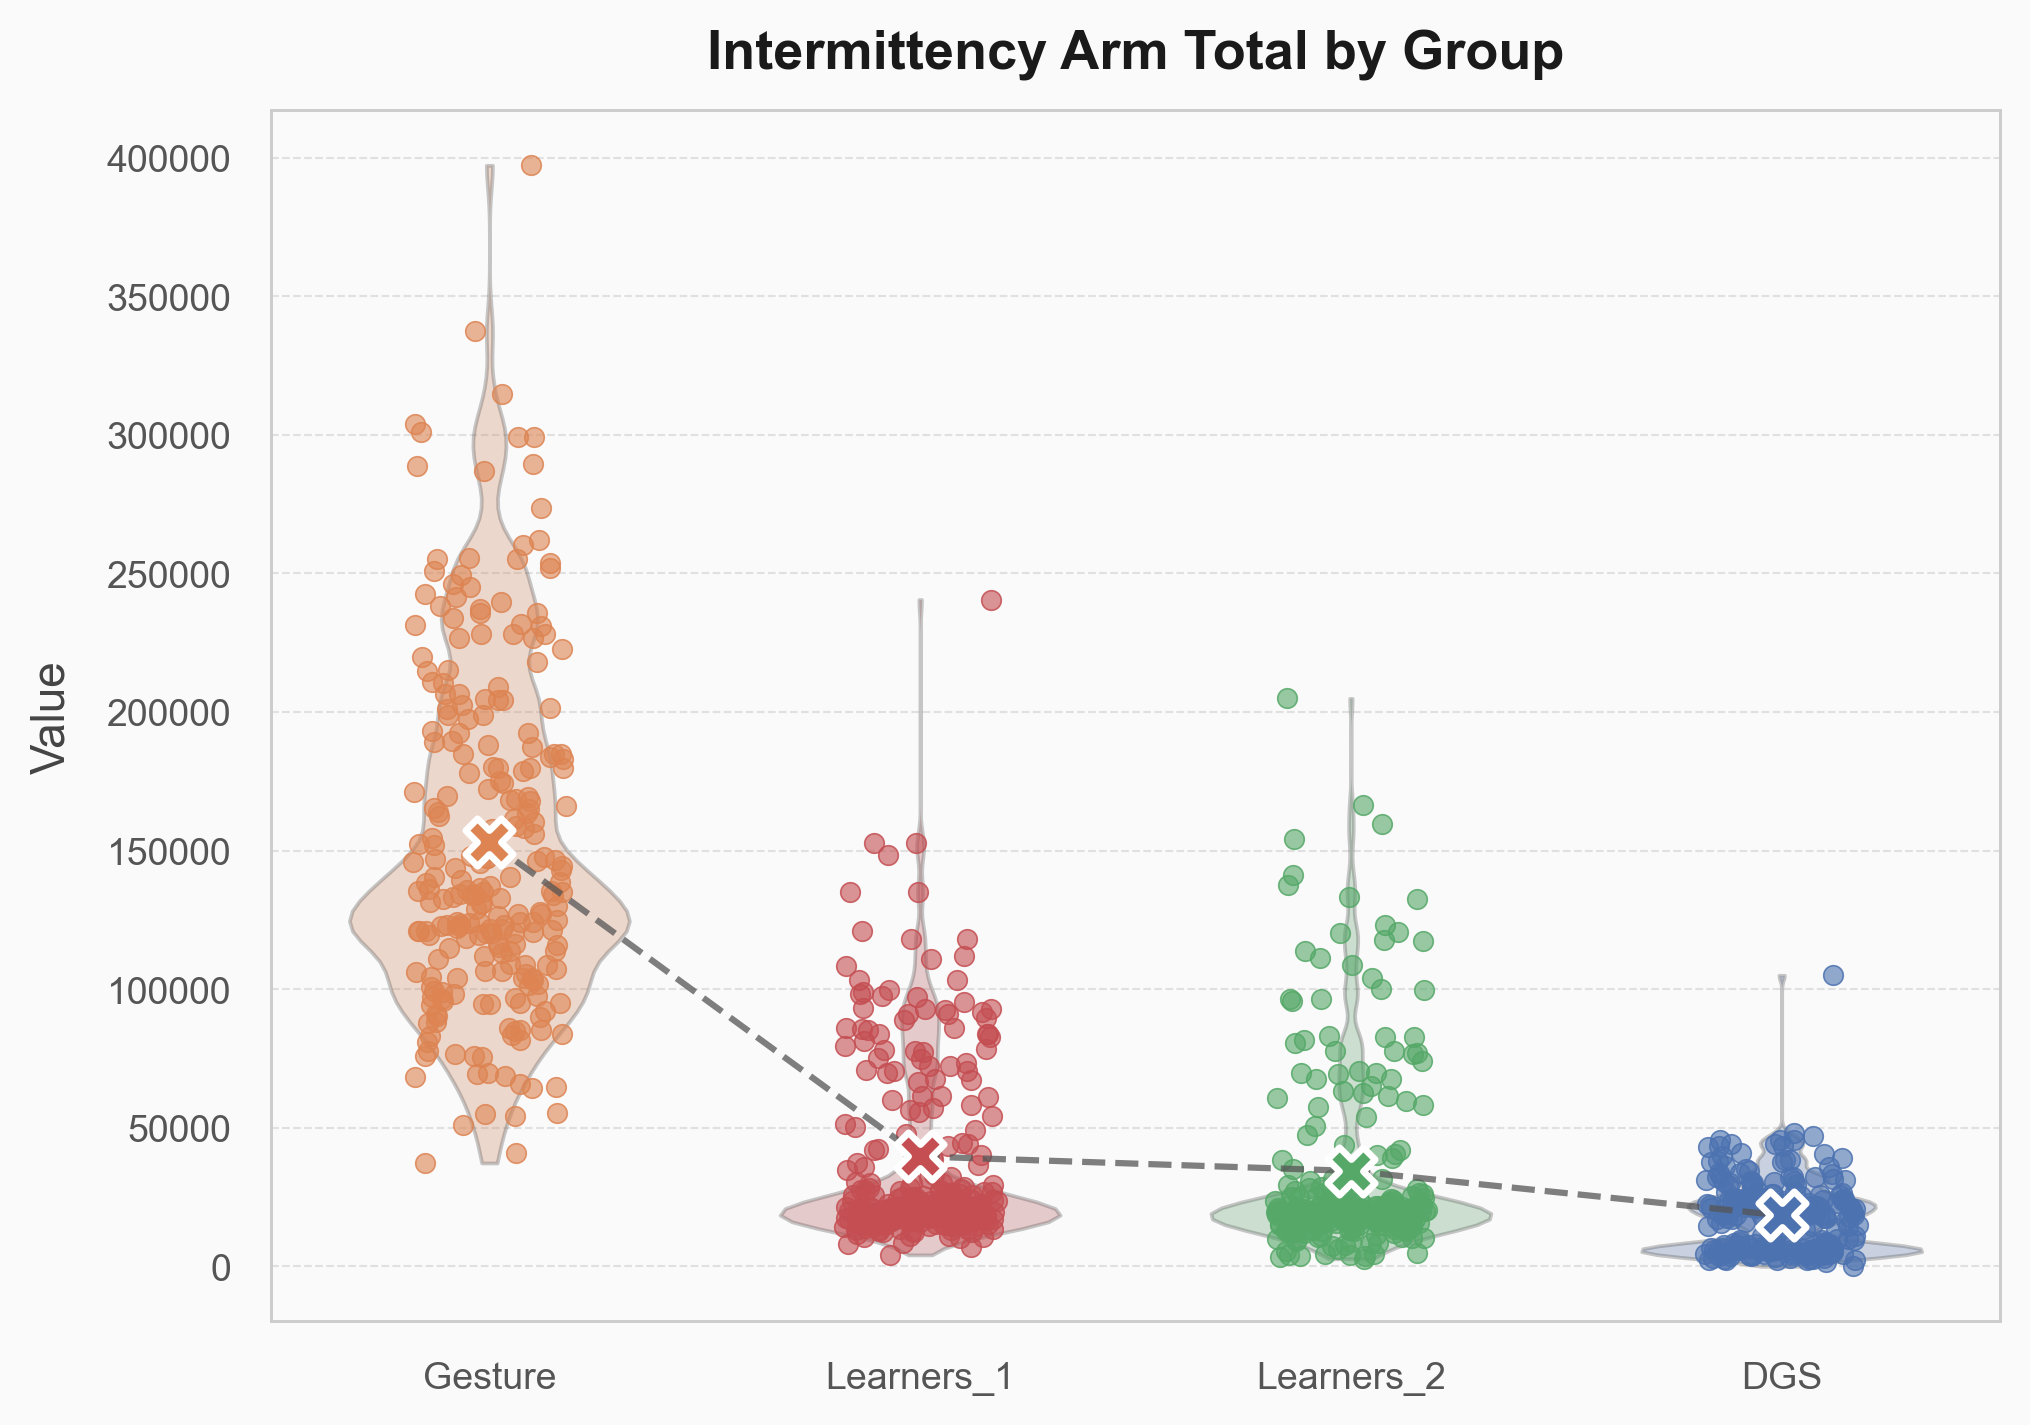 Intermittency Arm Total by Group
400000
350000
300000
250000
200000
150000
100000
50000
0
Value
Gesture
Learners_1
Learners_2
DGS